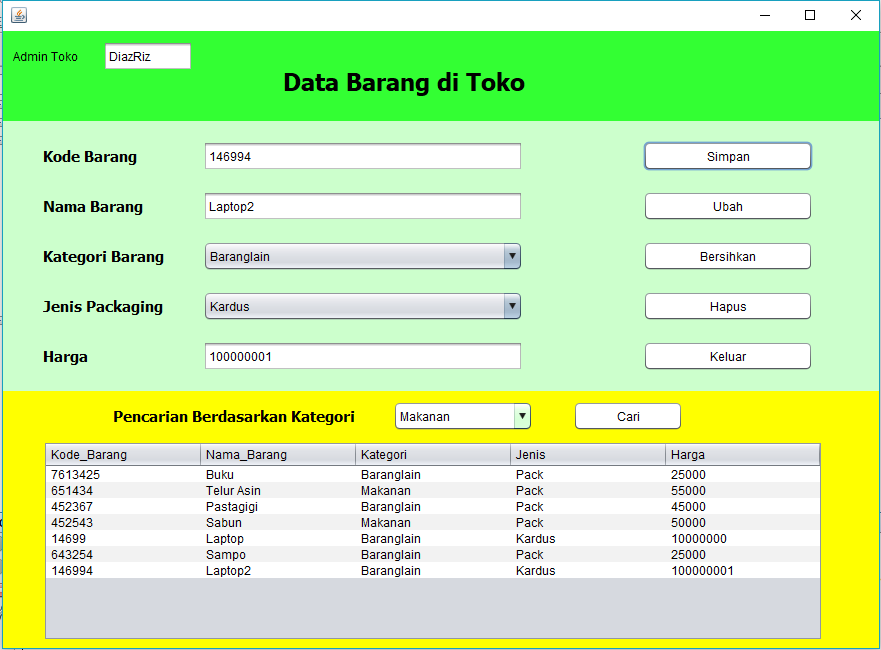 Admin Toko DiazRiz
Data Barang di Toko
Kode Barang 146994 Simpan
Nama Barang Laptop2 Ubah
Kategori Barang Baranglain Bersihkan
Jenis Packaging Kardus Hapus
Harga 100000001 Keluar
Pencarian Berdasarkan Kategori Makanan Cari
Kode_Barang Nama_Barang Kategori Jenis Harga
7613425 Buku Baranglain Pack 25000
651434 Telur Asin Makanan Pack 55000
452367 Pastagigi Baranglain Pack 45000
452543 Sabun Makanan Pack 50000
14699 Laptop Baranglain Kardus 10000000
643254 Sampo Baranglain Pack 25000
146994 Laptop2 Baranglain Kardus 100000001